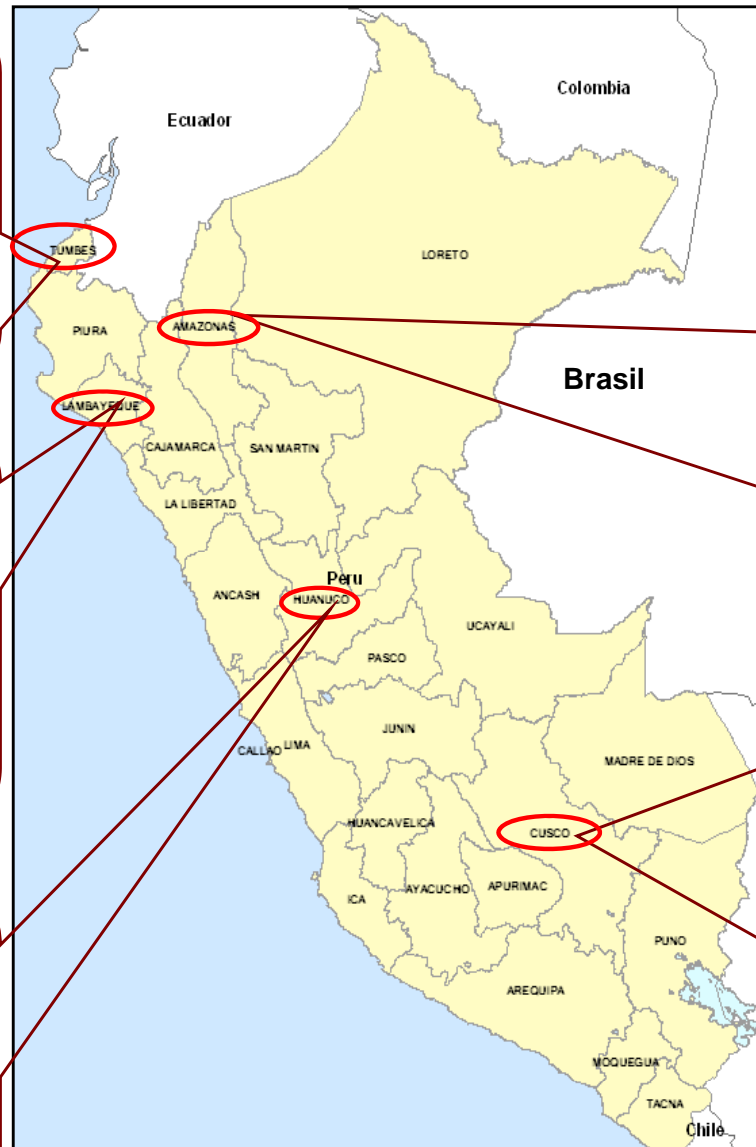 Colombia
Ecuador
TUMBES
LORETO
PIURA
AMAZONAS
Brasil
LAMBAYEQUE
CAJAMARCA
SAN MARTIN
LA LIBERTAD
Peru
ANCASH
HUANUCO
UCAYALI
PASCO
JUNIN
CALLAO
LIMA
MADRE DE DIOS
HUANCAVELICA
CUSCO
ICA
AYACUCHO
APURIMAC
PUNO
AREQUIPA
MOQUEGUA
TACNA
Chile